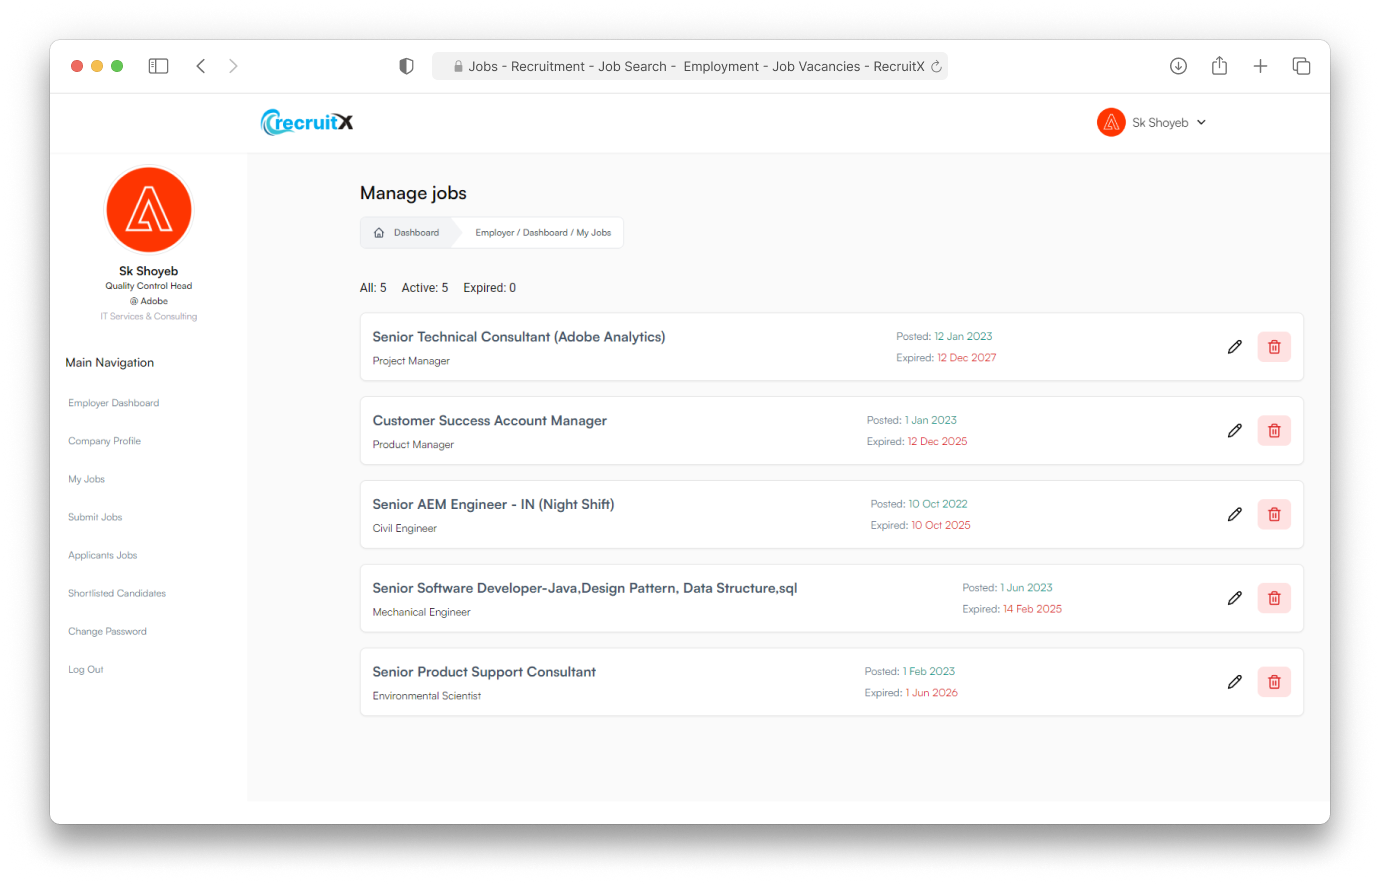 Jobs - Recruitment - Job Search - Employment - Job Vacancies - RecruitX
recruitX
Sk Shoyeb
Sk Shoyeb
Quality Control Head
@ Adobe
IT Services & Consulting
Main Navigation
Employer Dashboard
Company Profile
My Jobs
Submit Jobs
Applicants Jobs
Shortlisted Candidates
Change Password
Log Out
Manage jobs
Dashboard Employer / Dashboard / My Jobs
All: 5 Active: 5 Expired: 0
Senior Technical Consultant (Adobe Analytics)
Project Manager
Posted: 12 Jan 2023
Expired: 12 Dec 2027
Customer Success Account Manager
Product Manager
Posted: 1 Jan 2023
Expired: 12 Dec 2025
Senior AEM Engineer - IN (Night Shift)
Civil Engineer
Posted: 10 Oct 2022
Expired: 10 Oct 2025
Senior Software Developer-Java,Design Pattern, Data Structure,sql
Mechanical Engineer
Posted: 1 Jun 2023
Expired: 14 Feb 2025
Senior Product Support Consultant
Environmental Scientist
Posted: 1 Feb 2023
Expired: 1 Jun 2026